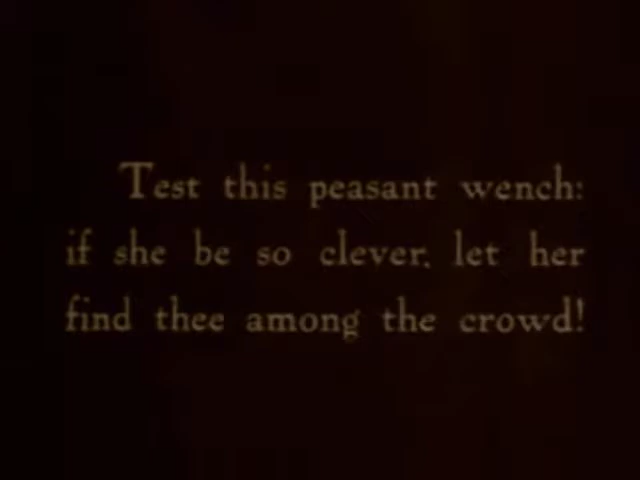 Test this peasant wench:
if she be so clever, let her
find thee among the crowd!